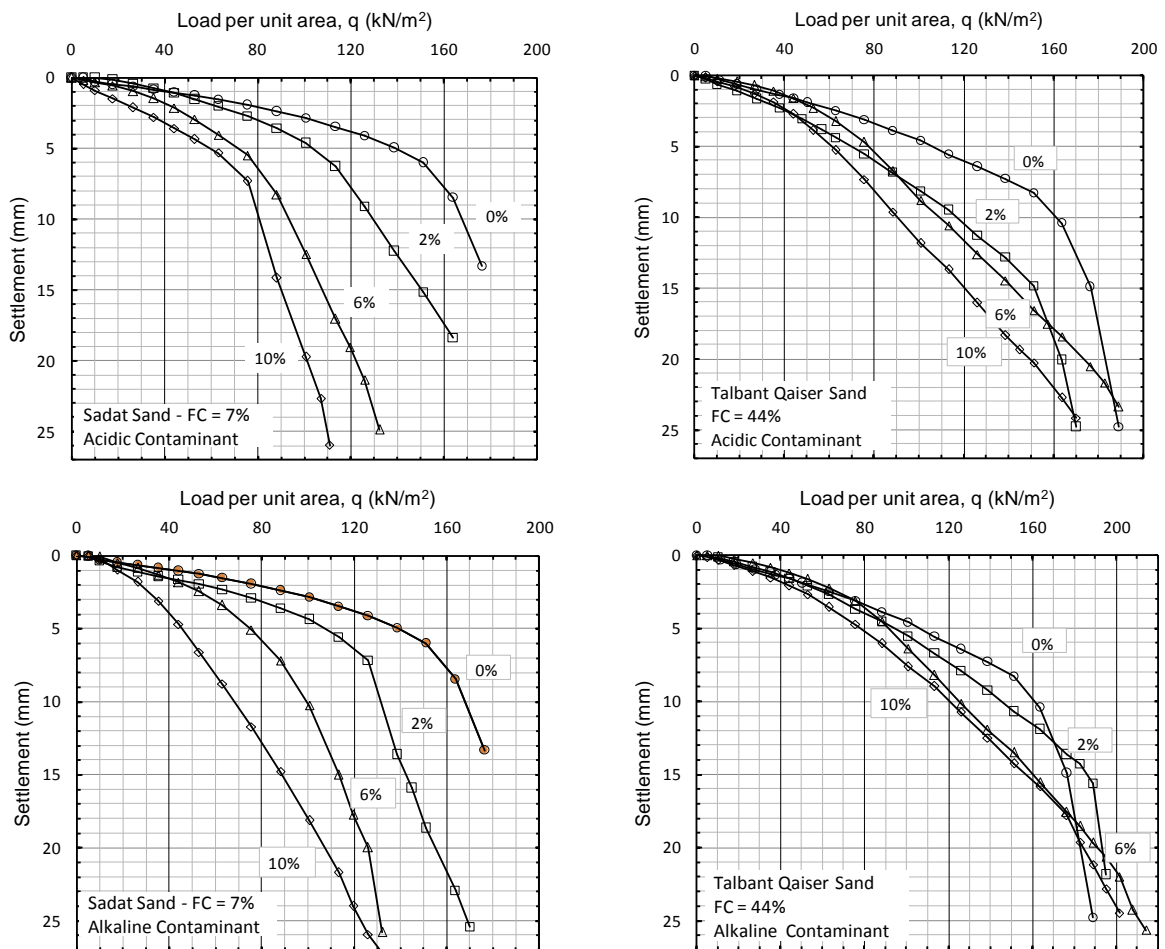 Load per unit area, q (kN/m²)
0 40 80 120 160 200
0
5
10
15
20
25
Settlement (mm)
0%
2%
6%
10%
Sadat Sand - FC = 7%
Acidic Contaminant
Load per unit area, q (kN/m²)
0 40 80 120 160 200
0
5
10
15
20
25
Settlement (mm)
0%
2%
6%
10%
Talbant Qaiser Sand
FC = 44%
Acidic Contaminant
Load per unit area, q (kN/m²)
0 40 80 120 160 200
0
5
10
15
20
25
Settlement (mm)
0%
2%
6%
10%
Sadat Sand - FC = 7%
Alkaline Contaminant
Load per unit area, q (kN/m²)
0 40 80 120 160 200
0
5
10
15
20
25
Settlement (mm)
0%
10%
2%
6%
Talbant Qaiser Sand
FC = 44%
Alkaline Contaminant